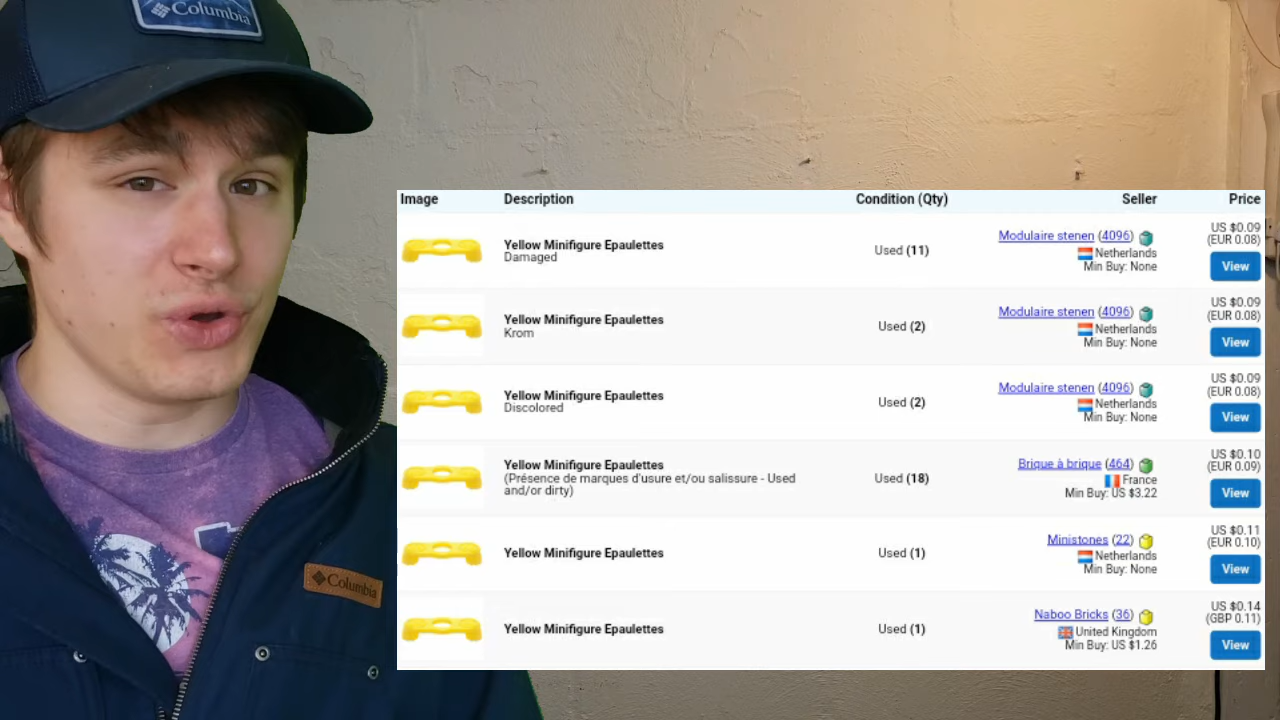 Columbia
Image Description Condition (Qty) Seller Price
Yellow Minifigure Epaulettes
Damaged
Used (11)
Modulaire stenen (4096)
Netherlands
Min Buy: None
US $0.09
(EUR 0.08)
View
Yellow Minifigure Epaulettes
Krom
Used (2)
Modulaire stenen (4096)
Netherlands
Min Buy: None
US $0.09
(EUR 0.08)
View
Yellow Minifigure Epaulettes
Discolored
Used (2)
Modulaire stenen (4096)
Netherlands
Min Buy: None
US $0.09
(EUR 0.08)
View
Yellow Minifigure Epaulettes
(Présence de marques d'usure et/ou salissure - Used
and/or dirty)
Used (18)
Brique à brique (464)
France
Min Buy: US $3.22
US $0.10
(EUR 0.09)
View
Yellow Minifigure Epaulettes
Used (1)
Ministones (22)
Netherlands
Min Buy: None
US $0.11
(EUR 0.10)
View
Yellow Minifigure Epaulettes
Used (1)
Naboo Bricks (36)
United Kingdom
Min Buy: US $1.26
US $0.14
(GBP 0.11)
View
Columbia